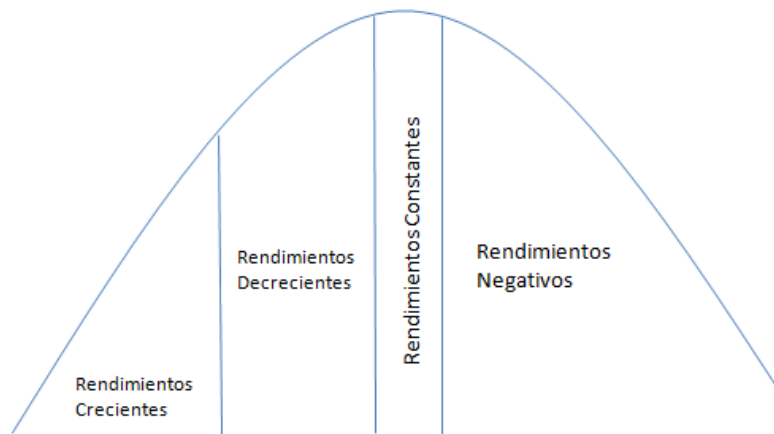 Rendimientos
Crecientes
Rendimientos
Decrecientes
Rendimientos Constantes
Rendimientos
Negativos